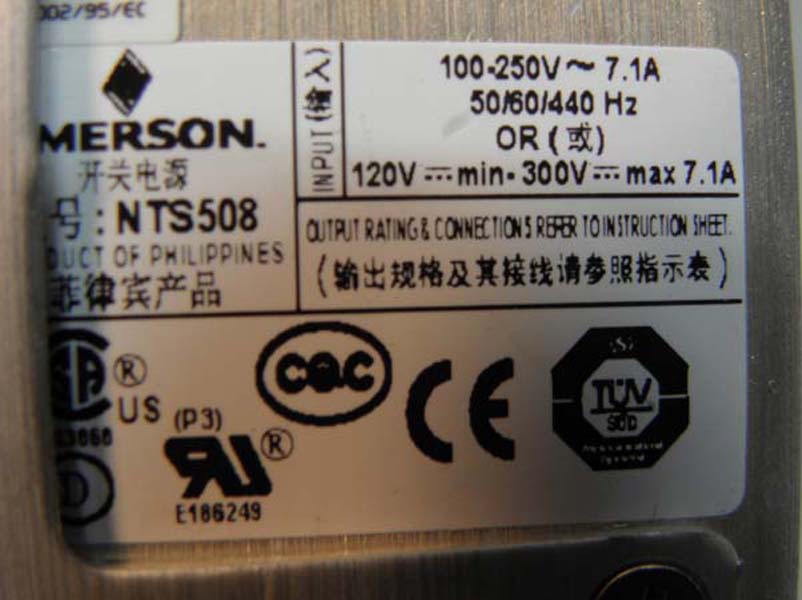 002/95/EC
MERSON.
开关电源
号: NTS508
DUCT OF PHILIPPINES
菲律宾产品
INPUT (输入)
100-250V ~ 7.1A
50/60/440 Hz
OR (或)
120V ⎓ min- 300V ⎓ max 7.1A
OUTPUT RATING & CONNECTIONS REFER TO INSTRUCTION SHEET.
(输出规格及其接线请参照指示表)
SA ® US
(P3)
RU ®
E186249
CQC
CE
TÜV
SÜD